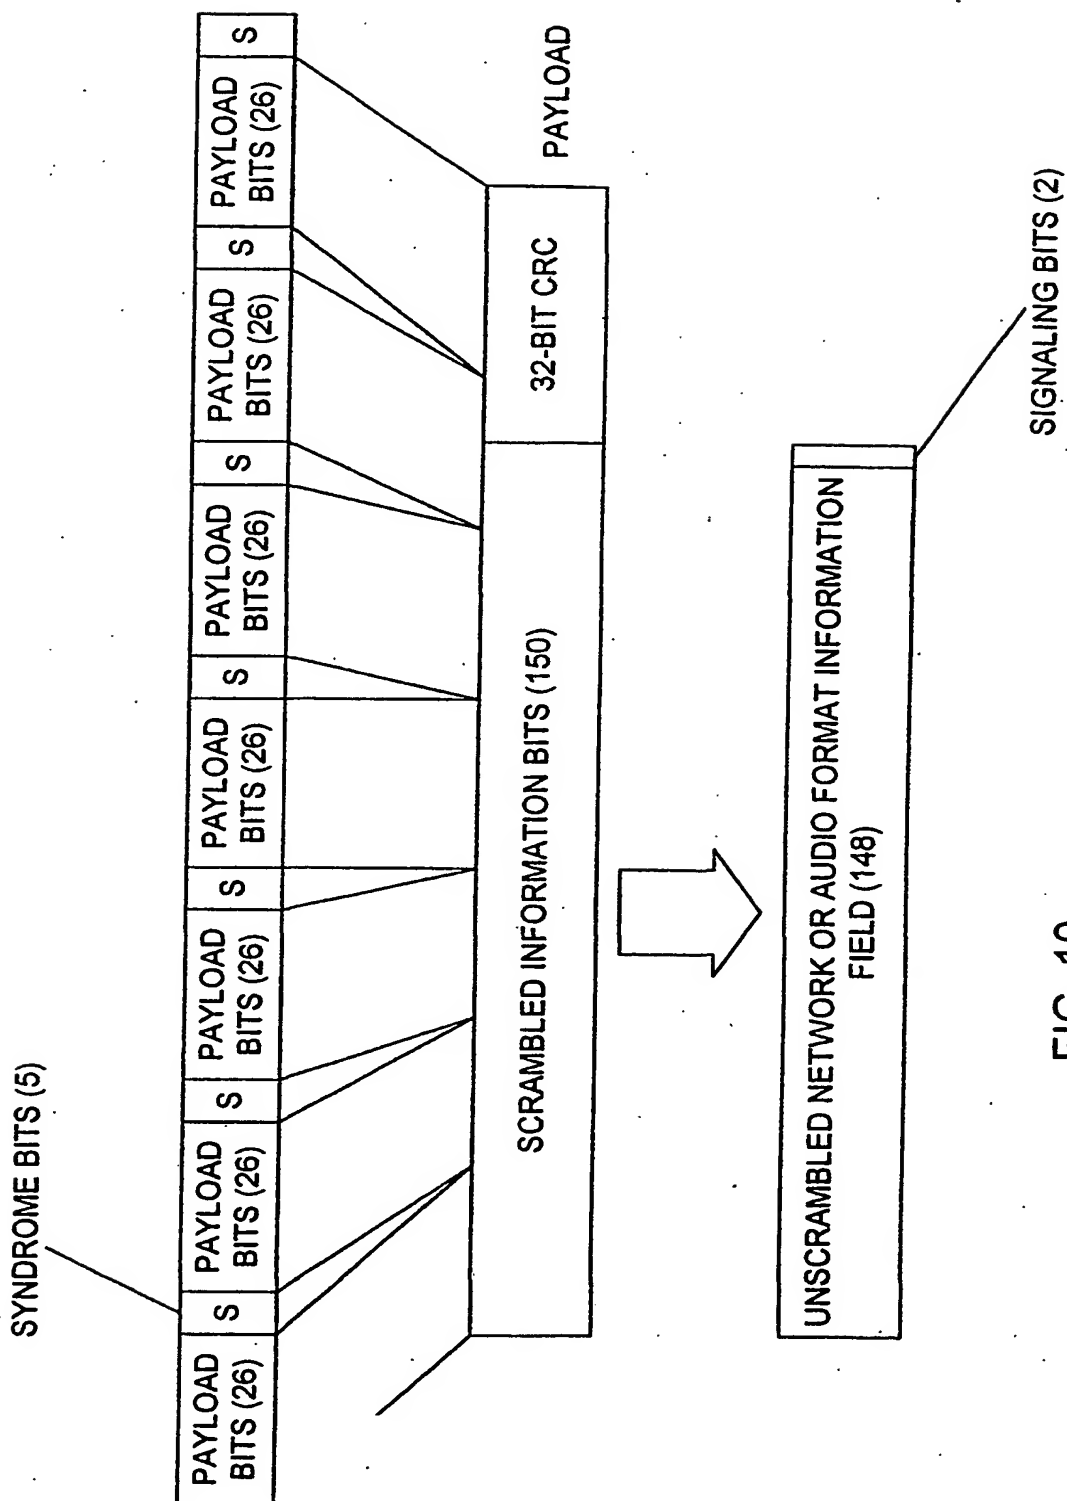 SYNDROME BITS (5)
PAYLOAD
BITS (26)
S
PAYLOAD
BITS (26)
S
PAYLOAD
BITS (26)
S
PAYLOAD
BITS (26)
S
PAYLOAD
BITS (26)
S
PAYLOAD
BITS (26)
S
PAYLOAD
BITS (26)
S
SCRAMBLED INFORMATION BITS (150)
32-BIT CRC
PAYLOAD
UNSCRAMBLED NETWORK OR AUDIO FORMAT INFORMATION
FIELD (148)
SIGNALING BITS (2)